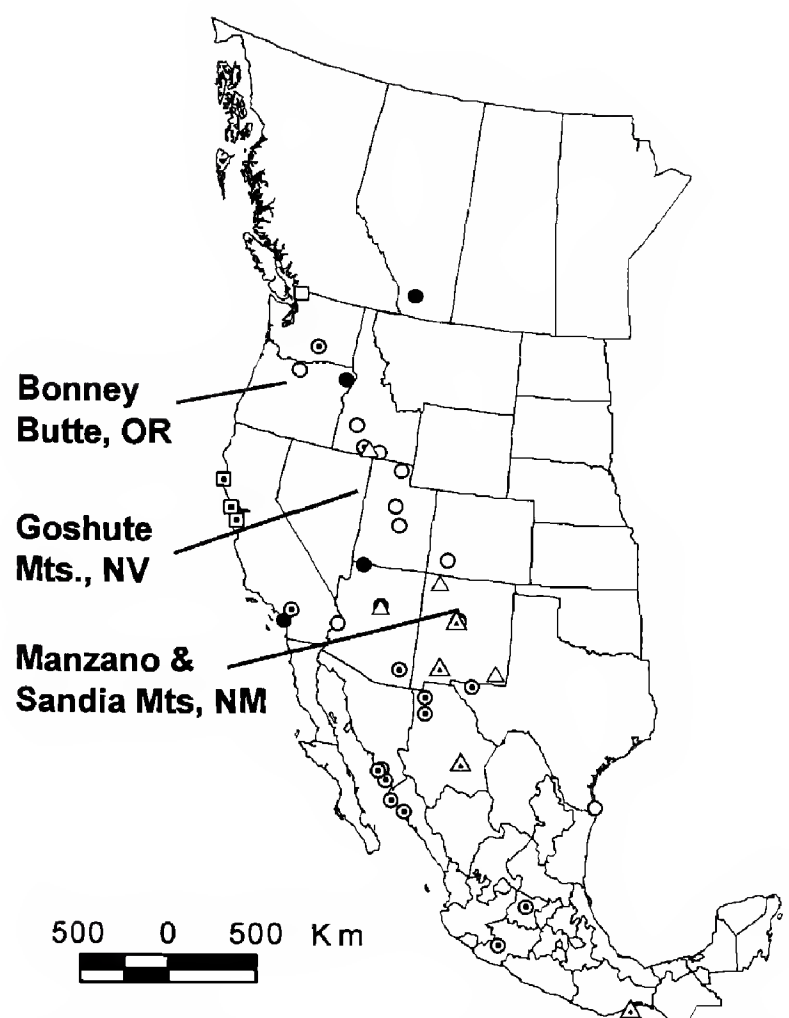 Bonney
Butte, OR
Goshute
Mts., NV
Manzano &
Sandia Mts, NM
500 0 500 Km